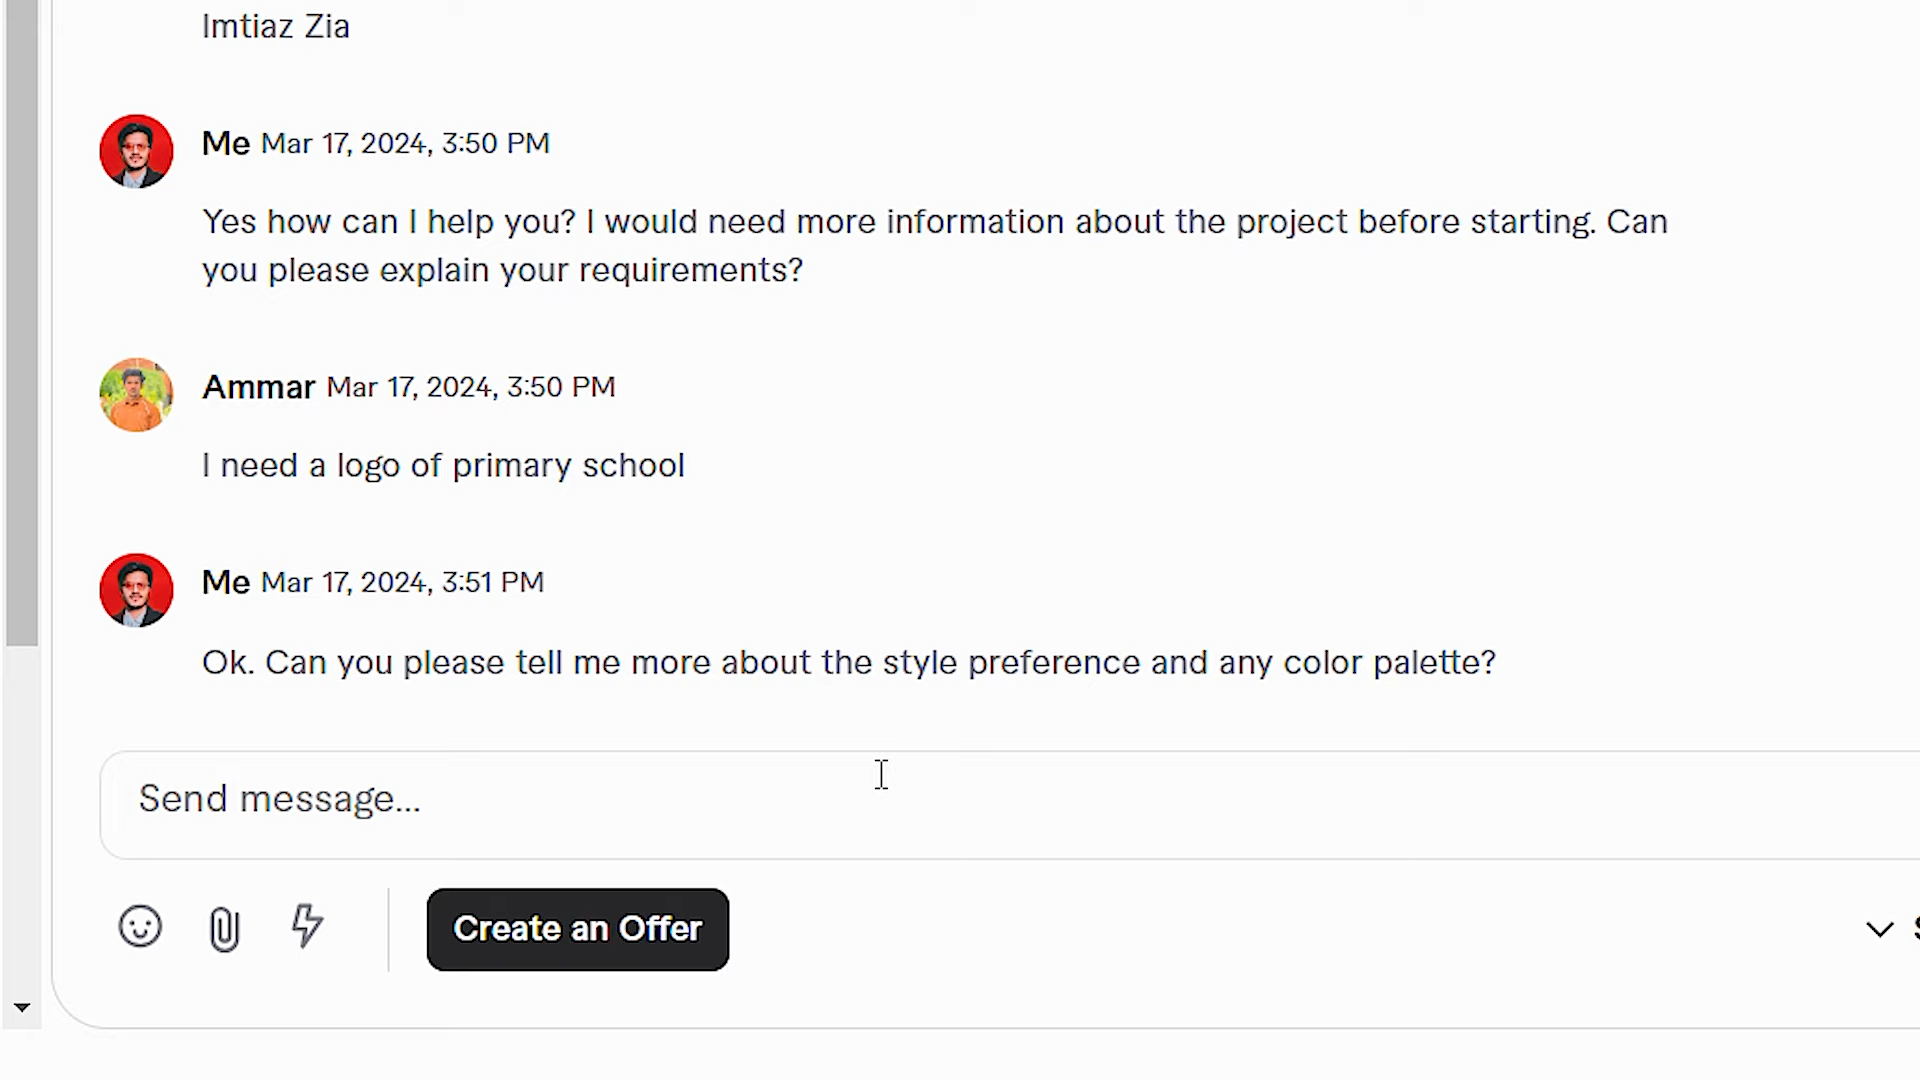 Imtiaz Zia
Me Mar 17, 2024, 3:50 PM
Yes how can I help you? I would need more information about the project before starting. Can
you please explain your requirements?
Ammar Mar 17, 2024, 3:50 PM
I need a logo of primary school
Me Mar 17, 2024, 3:51 PM
Ok. Can you please tell me more about the style preference and any color palette?
Send message...
Create an Offer